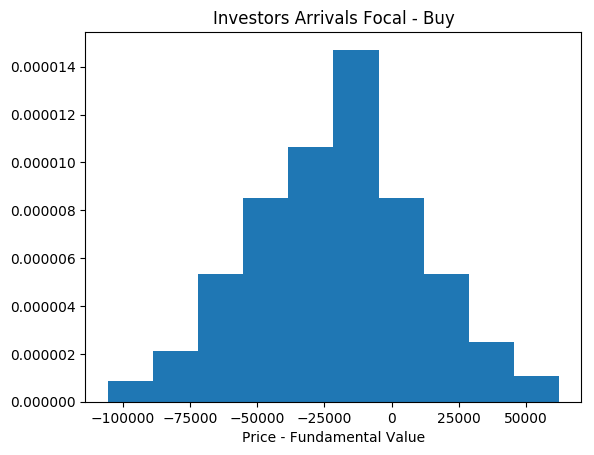 Investors Arrivals Focal - Buy
0.000014
0.000012
0.000010
0.000008
0.000006
0.000004
0.000002
0.000000
−100000 −75000 −50000 −25000 0 25000 50000
Price - Fundamental Value